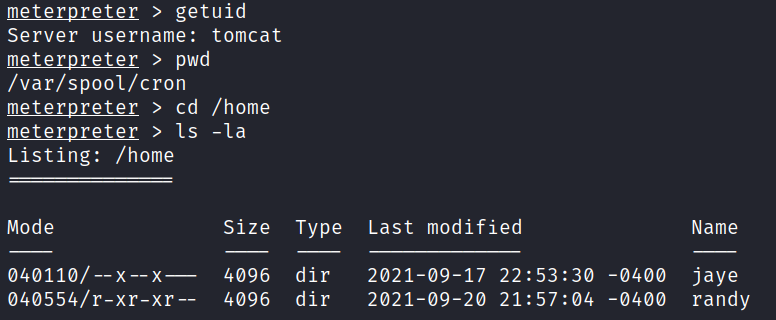 meterpreter > getuid
Server username: tomcat
meterpreter > pwd
/var/spool/cron
meterpreter > cd /home
meterpreter > ls -la
Listing: /home
==============
Mode              Size  Type  Last modified              Name
----              ----  ----  -------------              ----
040110/--x--x---  4096  dir   2021-09-17 22:53:30 -0400  jaye
040554/r-xr-xr--  4096  dir   2021-09-20 21:57:04 -0400  randy